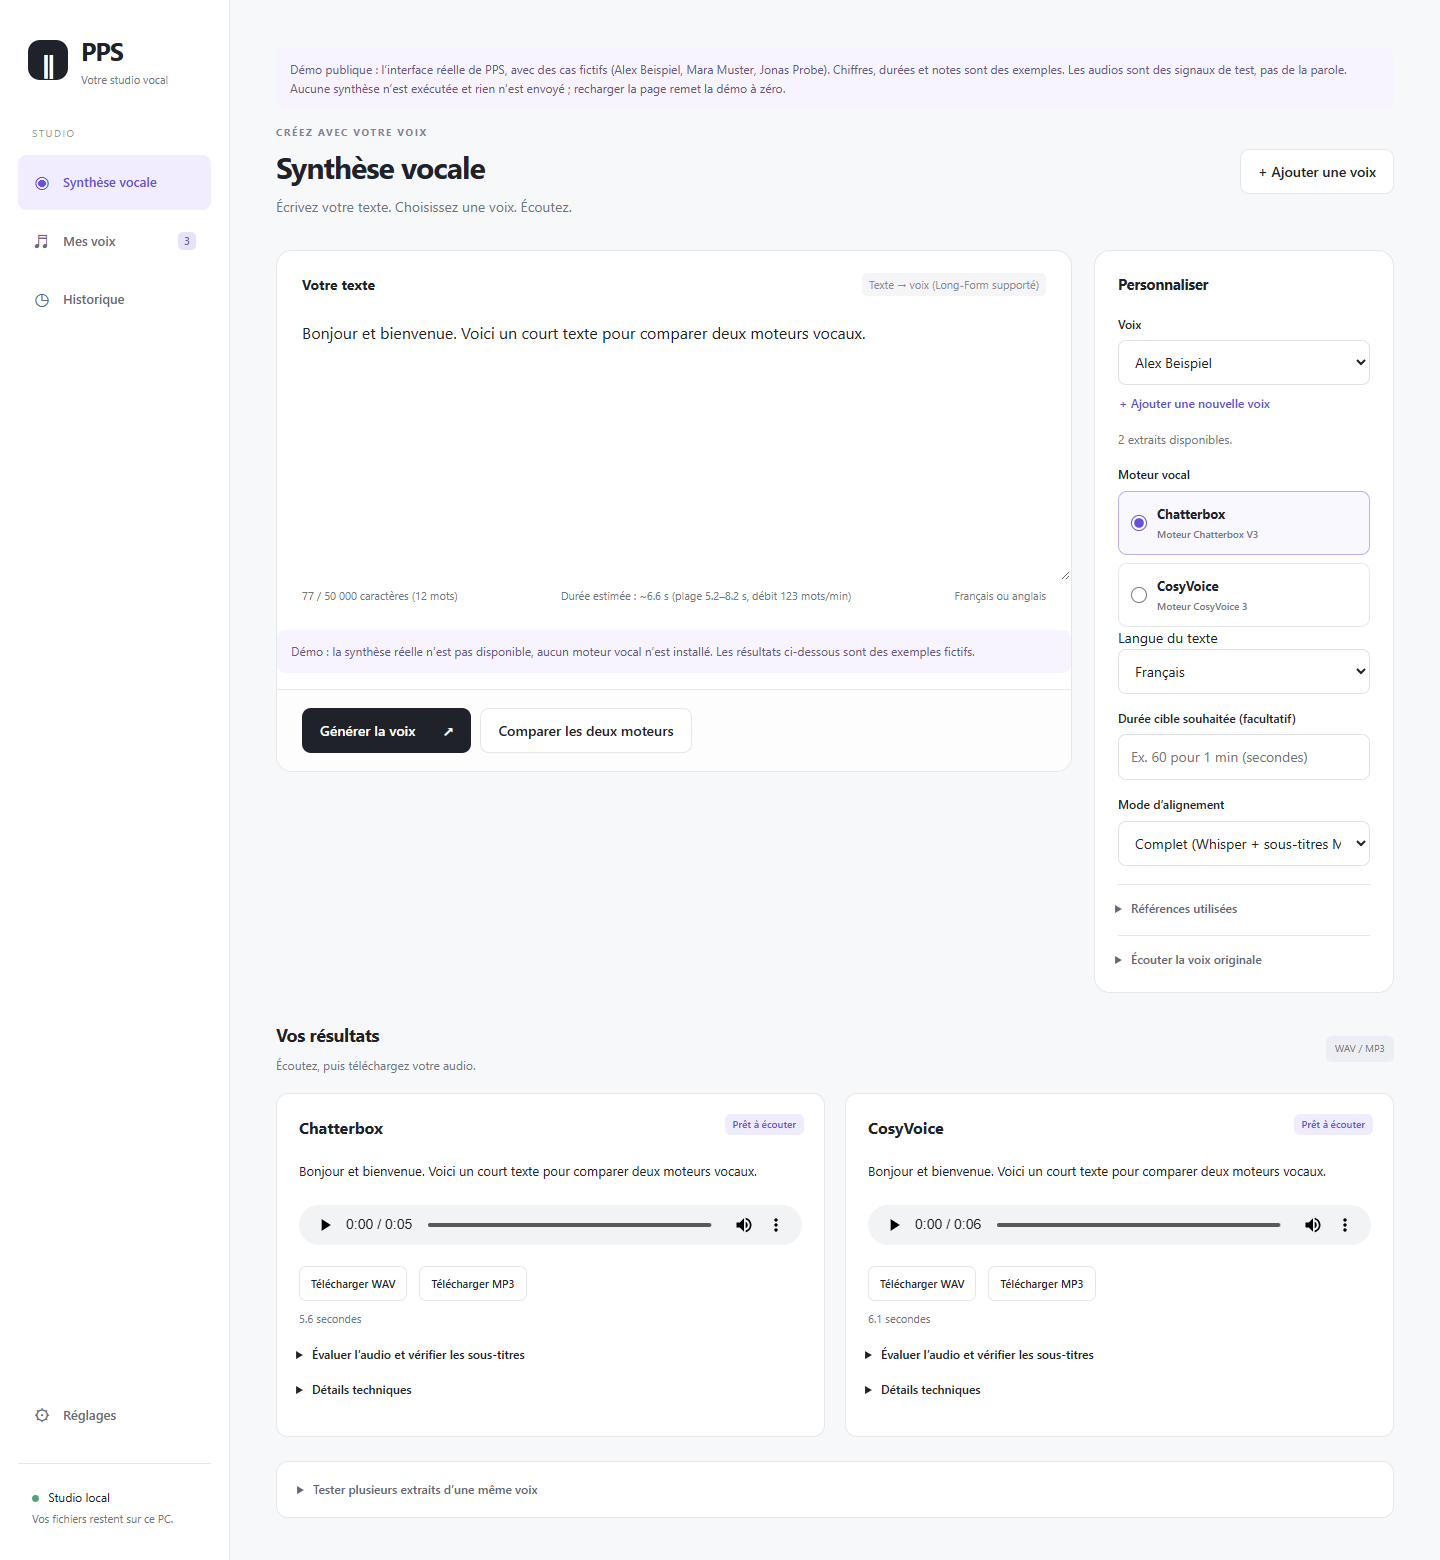 PPS
Votre studio vocal
STUDIO
Synthèse vocale
Mes voix
3
Historique
Réglages
Studio local
Vos fichiers restent sur ce PC.
Démo publique : l’interface réelle de PPS, avec des cas fictifs (Alex Beispiel, Mara Muster, Jonas Probe). Chiffres, durées et notes sont des exemples. Les audios sont des signaux de test, pas de la parole.
Aucune synthèse n’est exécutée et rien n’est envoyé ; recharger la page remet la démo à zéro.
CRÉEZ AVEC VOTRE VOIX
Synthèse vocale
Écrivez votre texte. Choisissez une voix. Écoutez.
+ Ajouter une voix
Votre texte
Texte → voix (Long-Form supporté)
Bonjour et bienvenue. Voici un court texte pour comparer deux moteurs vocaux.
77 / 50 000 caractères (12 mots)
Durée estimée : ~6.6 s (plage 5.2–8.2 s, débit 123 mots/min)
Français ou anglais
Démo : la synthèse réelle n’est pas disponible, aucun moteur vocal n’est installé. Les résultats ci-dessous sont des exemples fictifs.
Générer la voix ↗
Comparer les deux moteurs
Personnaliser
Voix
Alex Beispiel
+ Ajouter une nouvelle voix
2 extraits disponibles.
Moteur vocal
Chatterbox
Moteur Chatterbox V3
CosyVoice
Moteur CosyVoice 3
Langue du texte
Français
Durée cible souhaitée (facultatif)
Ex. 60 pour 1 min (secondes)
Mode d’alignement
Complet (Whisper + sous-titres M
Références utilisées
Écouter la voix originale
Vos résultats
Écoutez, puis téléchargez votre audio.
WAV / MP3
Chatterbox
Prêt à écouter
Bonjour et bienvenue. Voici un court texte pour comparer deux moteurs vocaux.
0:00 / 0:05
Télécharger WAV
Télécharger MP3
5.6 secondes
Évaluer l’audio et vérifier les sous-titres
Détails techniques
CosyVoice
Prêt à écouter
Bonjour et bienvenue. Voici un court texte pour comparer deux moteurs vocaux.
0:00 / 0:06
Télécharger WAV
Télécharger MP3
6.1 secondes
Évaluer l’audio et vérifier les sous-titres
Détails techniques
Tester plusieurs extraits d’une même voix